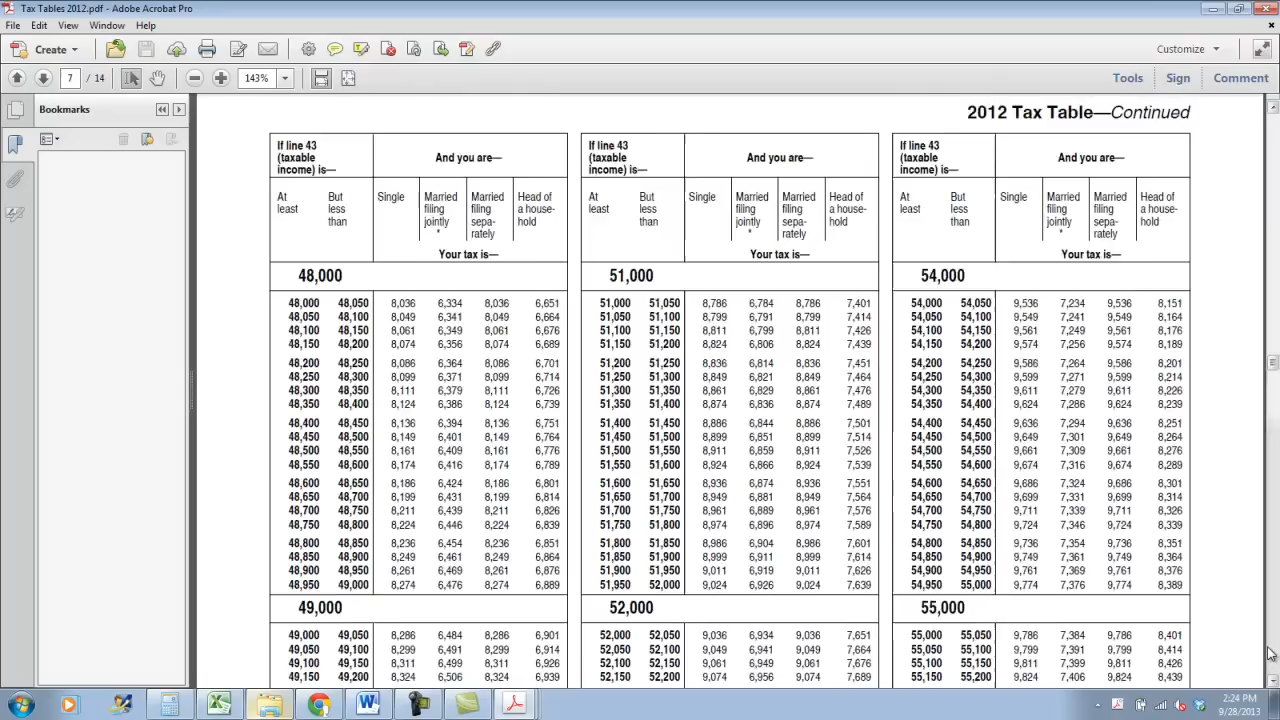 Tax Tables 2012.pdf - Adobe Acrobat Pro
File Edit View Window Help
Create Customize
7 / 14 143% Tools Sign Comment
Bookmarks
2012 Tax Table—Continued
If line 43 (taxable income) is— And you are— If line 43 (taxable income) is— And you are— If line 43 (taxable income) is— And you are—
At least But less than Single Married filing jointly * Married filing sepa- rately Head of a house- hold At least But less than Single Married filing jointly * Married filing sepa- rately Head of a house- hold At least But less than Single Married filing jointly * Married filing sepa- rately Head of a house- hold
Your tax is— Your tax is— Your tax is—
48,000 51,000 54,000
48,000 48,050 8,036 6,334 8,036 6,651 51,000 51,050 8,786 6,784 8,786 7,401 54,000 54,050 9,536 7,234 9,536 8,151
48,050 48,100 8,049 6,341 8,049 6,664 51,050 51,100 8,799 6,791 8,799 7,414 54,050 54,100 9,549 7,241 9,549 8,164
48,100 48,150 8,061 6,349 8,061 6,676 51,100 51,150 8,811 6,799 8,811 7,426 54,100 54,150 9,561 7,249 9,561 8,176
48,150 48,200 8,074 6,356 8,074 6,689 51,150 51,200 8,824 6,806 8,824 7,439 54,150 54,200 9,574 7,256 9,574 8,189
48,200 48,250 8,086 6,364 8,086 6,701 51,200 51,250 8,836 6,814 8,836 7,451 54,200 54,250 9,586 7,264 9,586 8,201
48,250 48,300 8,099 6,371 8,099 6,714 51,250 51,300 8,849 6,821 8,849 7,464 54,250 54,300 9,599 7,271 9,599 8,214
48,300 48,350 8,111 6,379 8,111 6,726 51,300 51,350 8,861 6,829 8,861 7,476 54,300 54,350 9,611 7,279 9,611 8,226
48,350 48,400 8,124 6,386 8,124 6,739 51,350 51,400 8,874 6,836 8,874 7,489 54,350 54,400 9,624 7,286 9,624 8,239
48,400 48,450 8,136 6,394 8,136 6,751 51,400 51,450 8,886 6,844 8,886 7,501 54,400 54,450 9,636 7,294 9,636 8,251
48,450 48,500 8,149 6,401 8,149 6,764 51,450 51,500 8,899 6,851 8,899 7,514 54,450 54,500 9,649 7,301 9,649 8,264
48,500 48,550 8,161 6,409 8,161 6,776 51,500 51,550 8,911 6,859 8,911 7,526 54,500 54,550 9,661 7,309 9,661 8,276
48,550 48,600 8,174 6,416 8,174 6,789 51,550 51,600 8,924 6,866 8,924 7,539 54,550 54,600 9,674 7,316 9,674 8,289
48,600 48,650 8,186 6,424 8,186 6,801 51,600 51,650 8,936 6,874 8,936 7,551 54,600 54,650 9,686 7,324 9,686 8,301
48,650 48,700 8,199 6,431 8,199 6,814 51,650 51,700 8,949 6,881 8,949 7,564 54,650 54,700 9,699 7,331 9,699 8,314
48,700 48,750 8,211 6,439 8,211 6,826 51,700 51,750 8,961 6,889 8,961 7,576 54,700 54,750 9,711 7,339 9,711 8,326
48,750 48,800 8,224 6,446 8,224 6,839 51,750 51,800 8,974 6,896 8,974 7,589 54,750 54,800 9,724 7,346 9,724 8,339
48,800 48,850 8,236 6,454 8,236 6,851 51,800 51,850 8,986 6,904 8,986 7,601 54,800 54,850 9,736 7,354 9,736 8,351
48,850 48,900 8,249 6,461 8,249 6,864 51,850 51,900 8,999 6,911 8,999 7,614 54,850 54,900 9,749 7,361 9,749 8,364
48,900 48,950 8,261 6,469 8,261 6,876 51,900 51,950 9,011 6,919 9,011 7,626 54,900 54,950 9,761 7,369 9,761 8,376
48,950 49,000 8,274 6,476 8,274 6,889 51,950 52,000 9,024 6,926 9,024 7,639 54,950 55,000 9,774 7,376 9,774 8,389
49,000 52,000 55,000
49,000 49,050 8,286 6,484 8,286 6,901 52,000 52,050 9,036 6,934 9,036 7,651 55,000 55,050 9,786 7,384 9,786 8,401
49,050 49,100 8,299 6,491 8,299 6,914 52,050 52,100 9,049 6,941 9,049 7,664 55,050 55,100 9,799 7,391 9,799 8,414
49,100 49,150 8,311 6,499 8,311 6,926 52,100 52,150 9,061 6,949 9,061 7,676 55,100 55,150 9,811 7,399 9,811 8,426
49,150 49,200 8,324 6,506 8,324 6,939 52,150 52,200 9,074 6,956 9,074 7,689 55,150 55,200 9,824 7,406 9,824 8,439
2:24 PM
9/28/2013